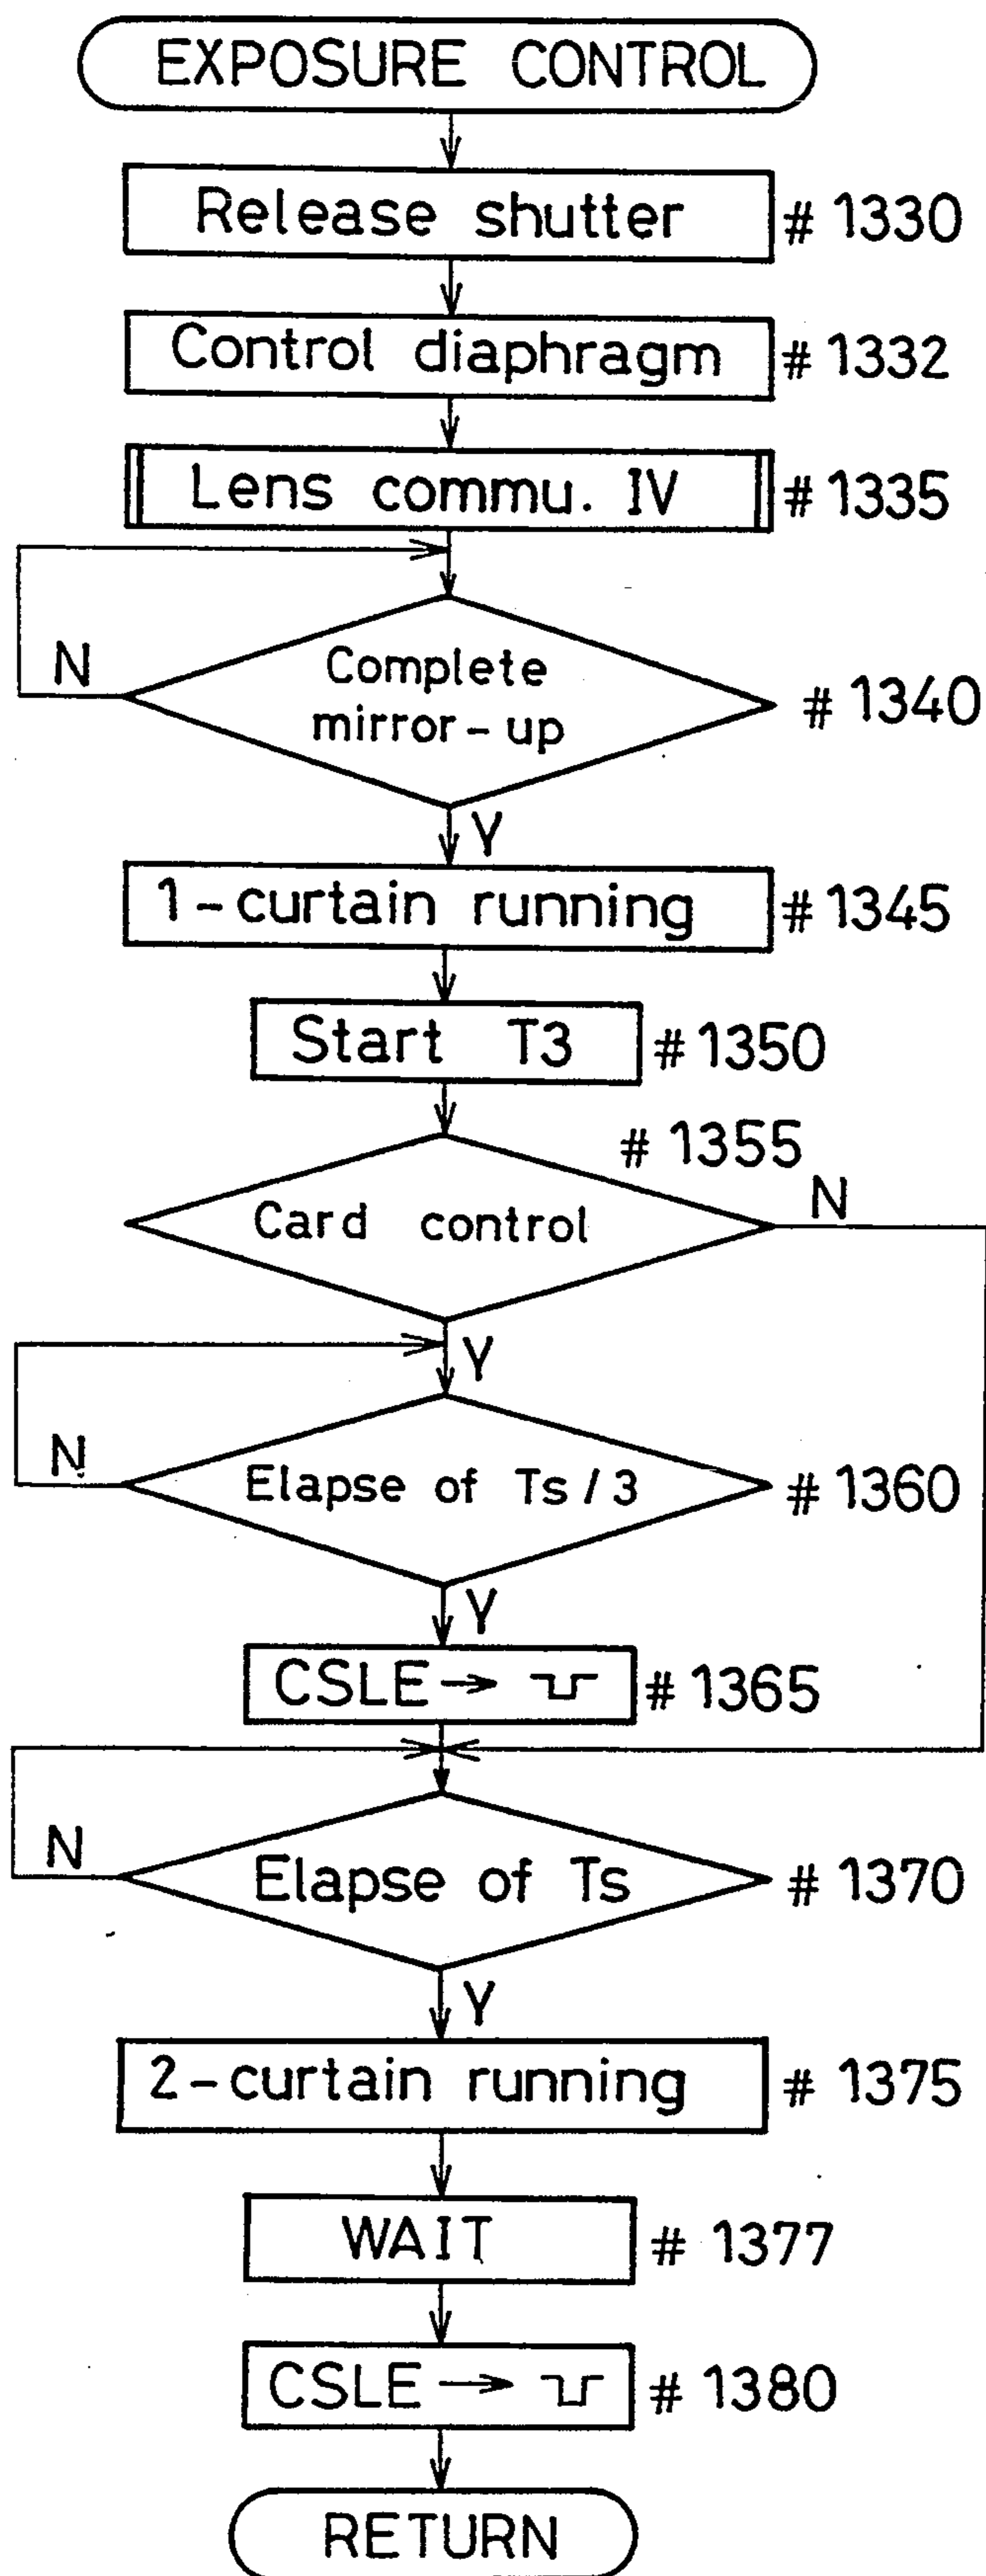 EXPOSURE CONTROL
Release shutter # 1330
Control diaphragm # 1332
Lens commu. IV # 1335
N
Complete
mirror-up
# 1340
Y
1-curtain running # 1345
Start T3 # 1350
# 1355
Card control
N
Y
N
Elapse of Ts/3 # 1360
Y
CSLE → # 1365
N
Elapse of Ts # 1370
Y
2-curtain running # 1375
WAIT # 1377
CSLE → # 1380
RETURN